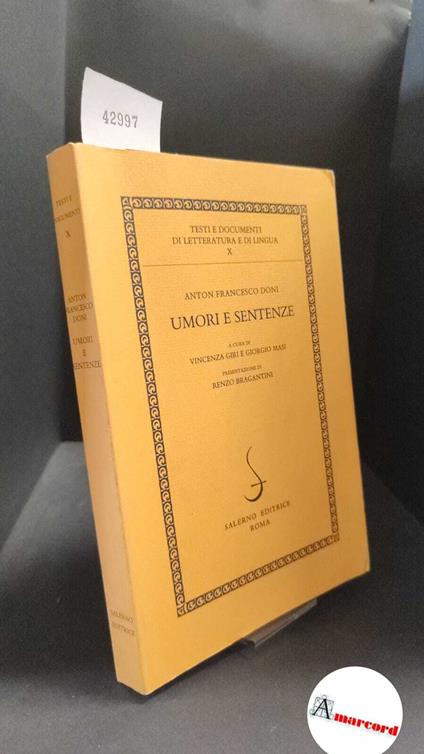 42997
TESTI E
DOCUMENTI
X
ANTON
FRANCESCO
DONI
UMORI
E
SENTENZE
SALERNO
EDITRICE
TESTI E DOCUMENTI
DI LETTERATURA E DI LINGUA
X
ANTON FRANCESCO DONI
UMORI E SENTENZE
A CURA DI
VINCENZA GIRI E GIORGIO MASI
PRESENTAZIONE DI
RENZO BRAGANTINI
SALERNO EDITRICE
ROMA
Amarcord